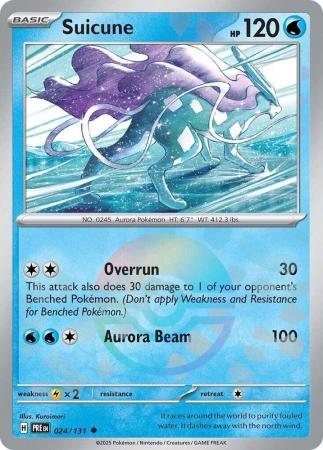 BASIC
Suicune
HP 120
NO. 0245 Aurora Pokémon. HT: 6'7" WT: 412.3 lbs.
Overrun 30
This attack also does 30 damage to 1 of your opponent's
Benched Pokémon. (Don't apply Weakness and Resistance
for Benched Pokémon.)
Aurora Beam 100
weakness x2 resistance retreat
Illus. Kuroimori
H PRE EN 024/131
It races around the world to purify fouled
water. It dashes away with the north wind.
©2025 Pokémon / Nintendo / Creatures / GAME FREAK